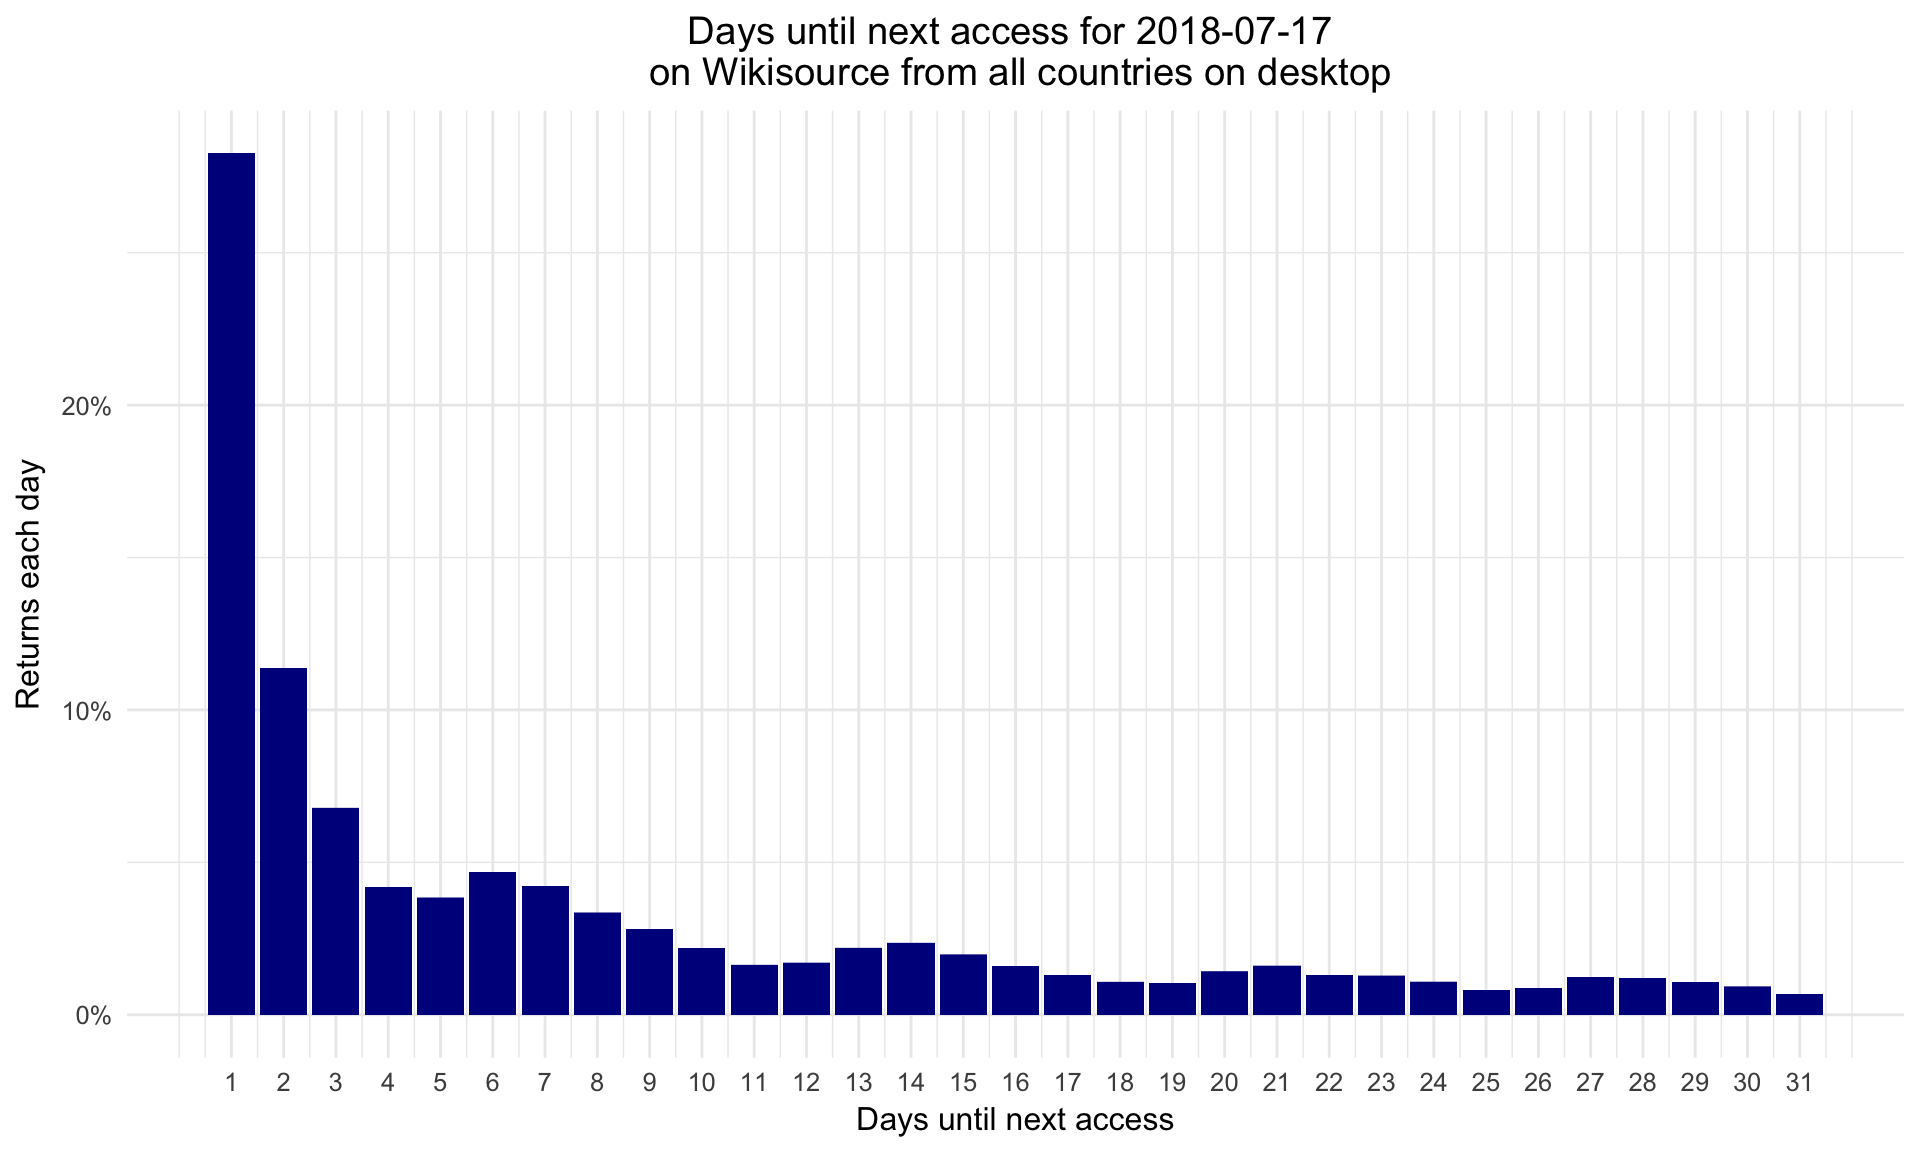 Days until next access for 2018-07-17
on Wikisource from all countries on desktop
Returns each day
20%
10%
0%
1 2 3 4 5 6 7 8 9 10 11 12 13 14 15 16 17 18 19 20 21 22 23 24 25 26 27 28 29 30 31
Days until next access